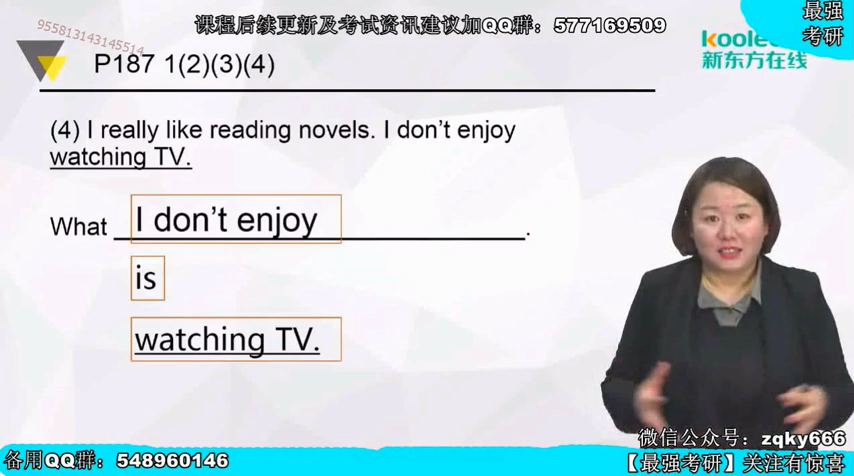 课程后续更新及考试资讯建议加QQ群：577169509
最强
考研
955813143145514
koole
新东方在线
P187 1(2)(3)(4)
(4) I really like reading novels. I don't enjoy
watching TV.
What I don't enjoy .
is
watching TV.
微信公众号：zqky666
备用QQ群：548960146
【最强考研】关注有惊喜